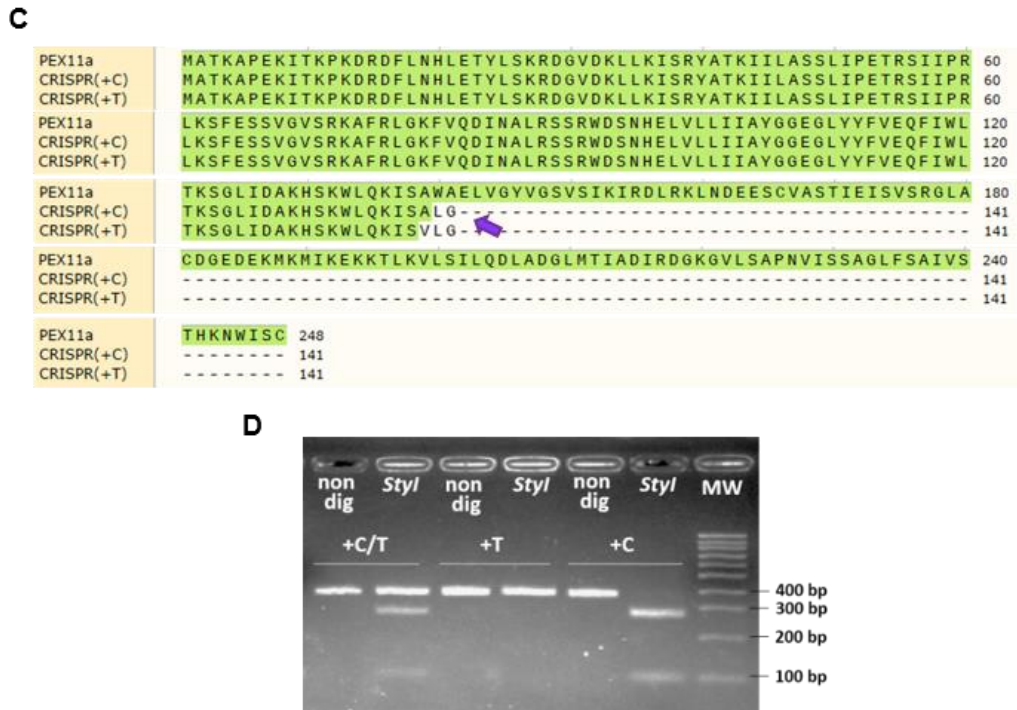 C
PEX11a MATKAPEKITKPKDRDFLNHLETYLSKRDGVDKLLKISRYATKIILASSLIPETRSIIPR 60
CRISPR(+C) MATKAPEKITKPKDRDFLNHLETYLSKRDGVDKLLKISRYATKIILASSLIPETRSIIPR 60
CRISPR(+T) MATKAPEKITKPKDRDFLNHLETYLSKRDGVDKLLKISRYATKIILASSLIPETRSIIPR 60
PEX11a LKSFESSVGVSRKAFRLGKFVQDINALRSSRWDSNHELVLLIIAYGGEGLYYFVEQFIWL 120
CRISPR(+C) LKSFESSVGVSRKAFRLGKFVQDINALRSSRWDSNHELVLLIIAYGGEGLYYFVEQFIWL 120
CRISPR(+T) LKSFESSVGVSRKAFRLGKFVQDINALRSSRWDSNHELVLLIIAYGGEGLYYFVEQFIWL 120
PEX11a TKSGLIDAKHSKWLQKISAWAELVGYVGSVSIKIRDLRKLNDEESCVASTIEISVSRGLA 180
CRISPR(+C) TKSGLIDAKHSKWLQKISALG--------------------------------------- 141
CRISPR(+T) TKSGLIDAKHSKWLQKISVLG--------------------------------------- 141
PEX11a CDGEDEKMKMIKEKKTLKVLSILQDLADGLMTIADIRDGKGVLSAPNVISSAGLFSAIVS 240
CRISPR(+C) ------------------------------------------------------------ 141
CRISPR(+T) ------------------------------------------------------------ 141
PEX11a THKNWISC 248
CRISPR(+C) -------- 141
CRISPR(+T) -------- 141
D
non dig StyI non dig StyI non dig StyI MW
+C/T +T +C
400 bp
300 bp
200 bp
100 bp